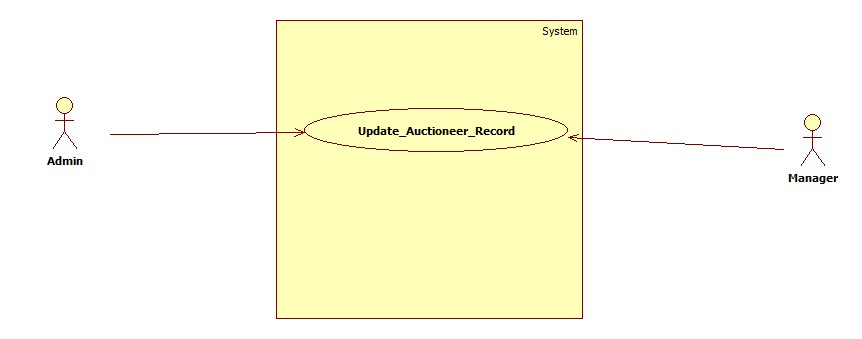 System
Update_Auctioneer_Record
Admin
Manager